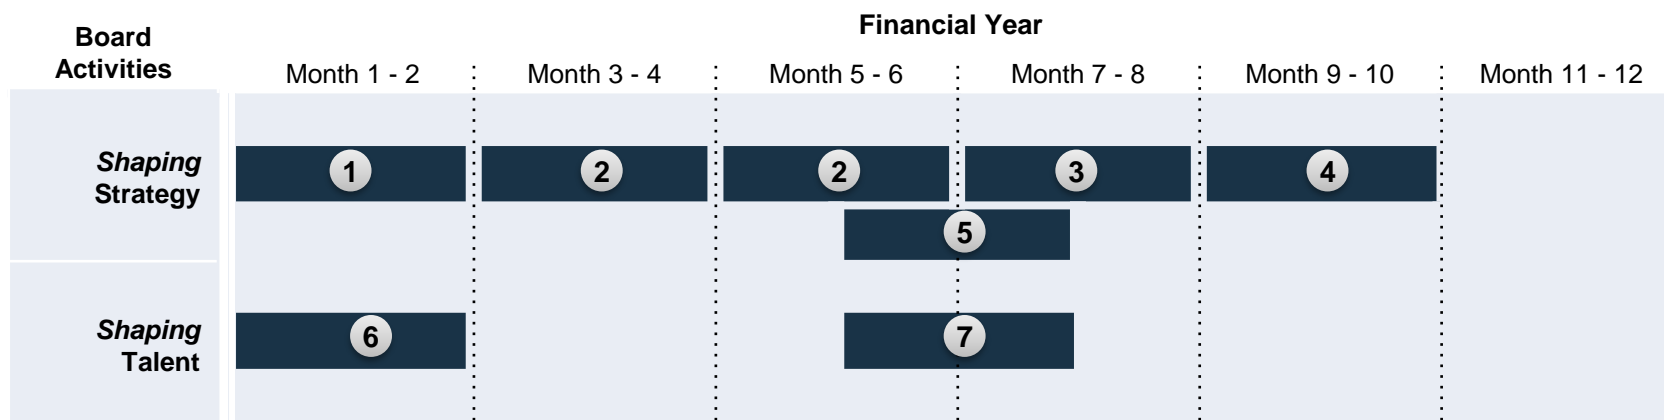 Financial Year
Board
Activities
Month 1 - 2
Month 3 - 4
Month 5 - 6
Month 7 - 8
Month 9 - 10
Month 11 - 12
Shaping
Strategy
1
2
2
3
4
5
Shaping
Talent
6
7